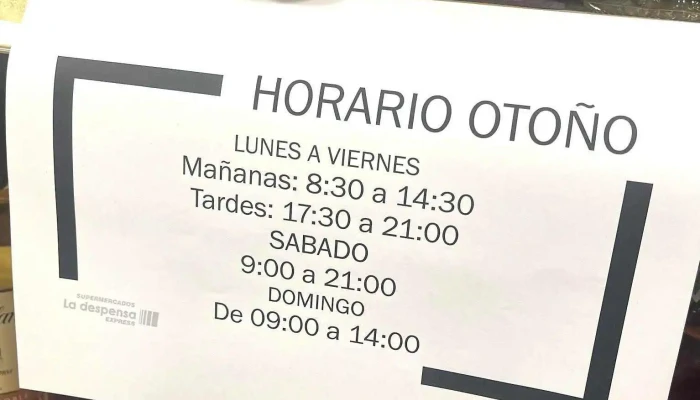 HORARIO OTOÑO
LUNES A VIERNES
Mañanas: 8:30 a 14:30
Tardes: 17:30 a 21:00
SABADO
9:00 a 21:00
DOMINGO
De 09:00 a 14:00
SUPERMERCADOS
La despensa
EXPRESS